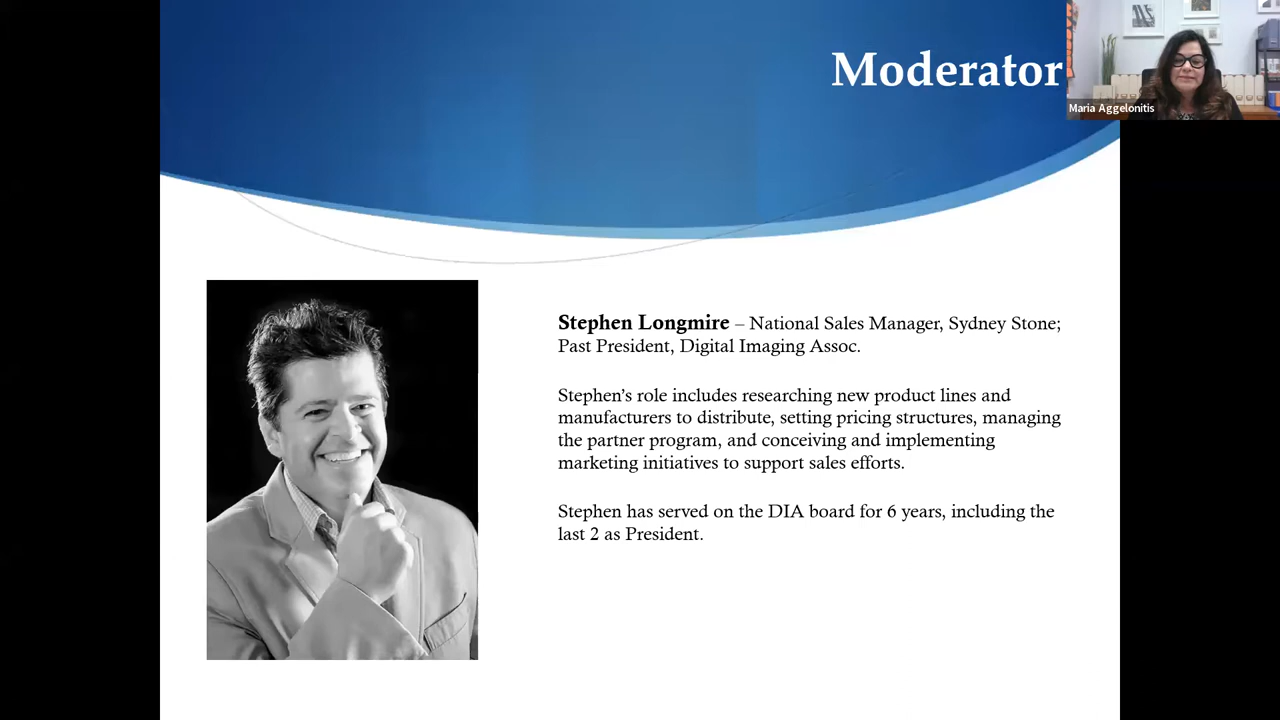 Moderator
Maria Aggelonitis
Stephen Longmire – National Sales Manager, Sydney Stone;
Past President, Digital Imaging Assoc.
Stephen’s role includes researching new product lines and
manufacturers to distribute, setting pricing structures, managing
the partner program, and conceiving and implementing
marketing initiatives to support sales efforts.
Stephen has served on the DIA board for 6 years, including the
last 2 as President.